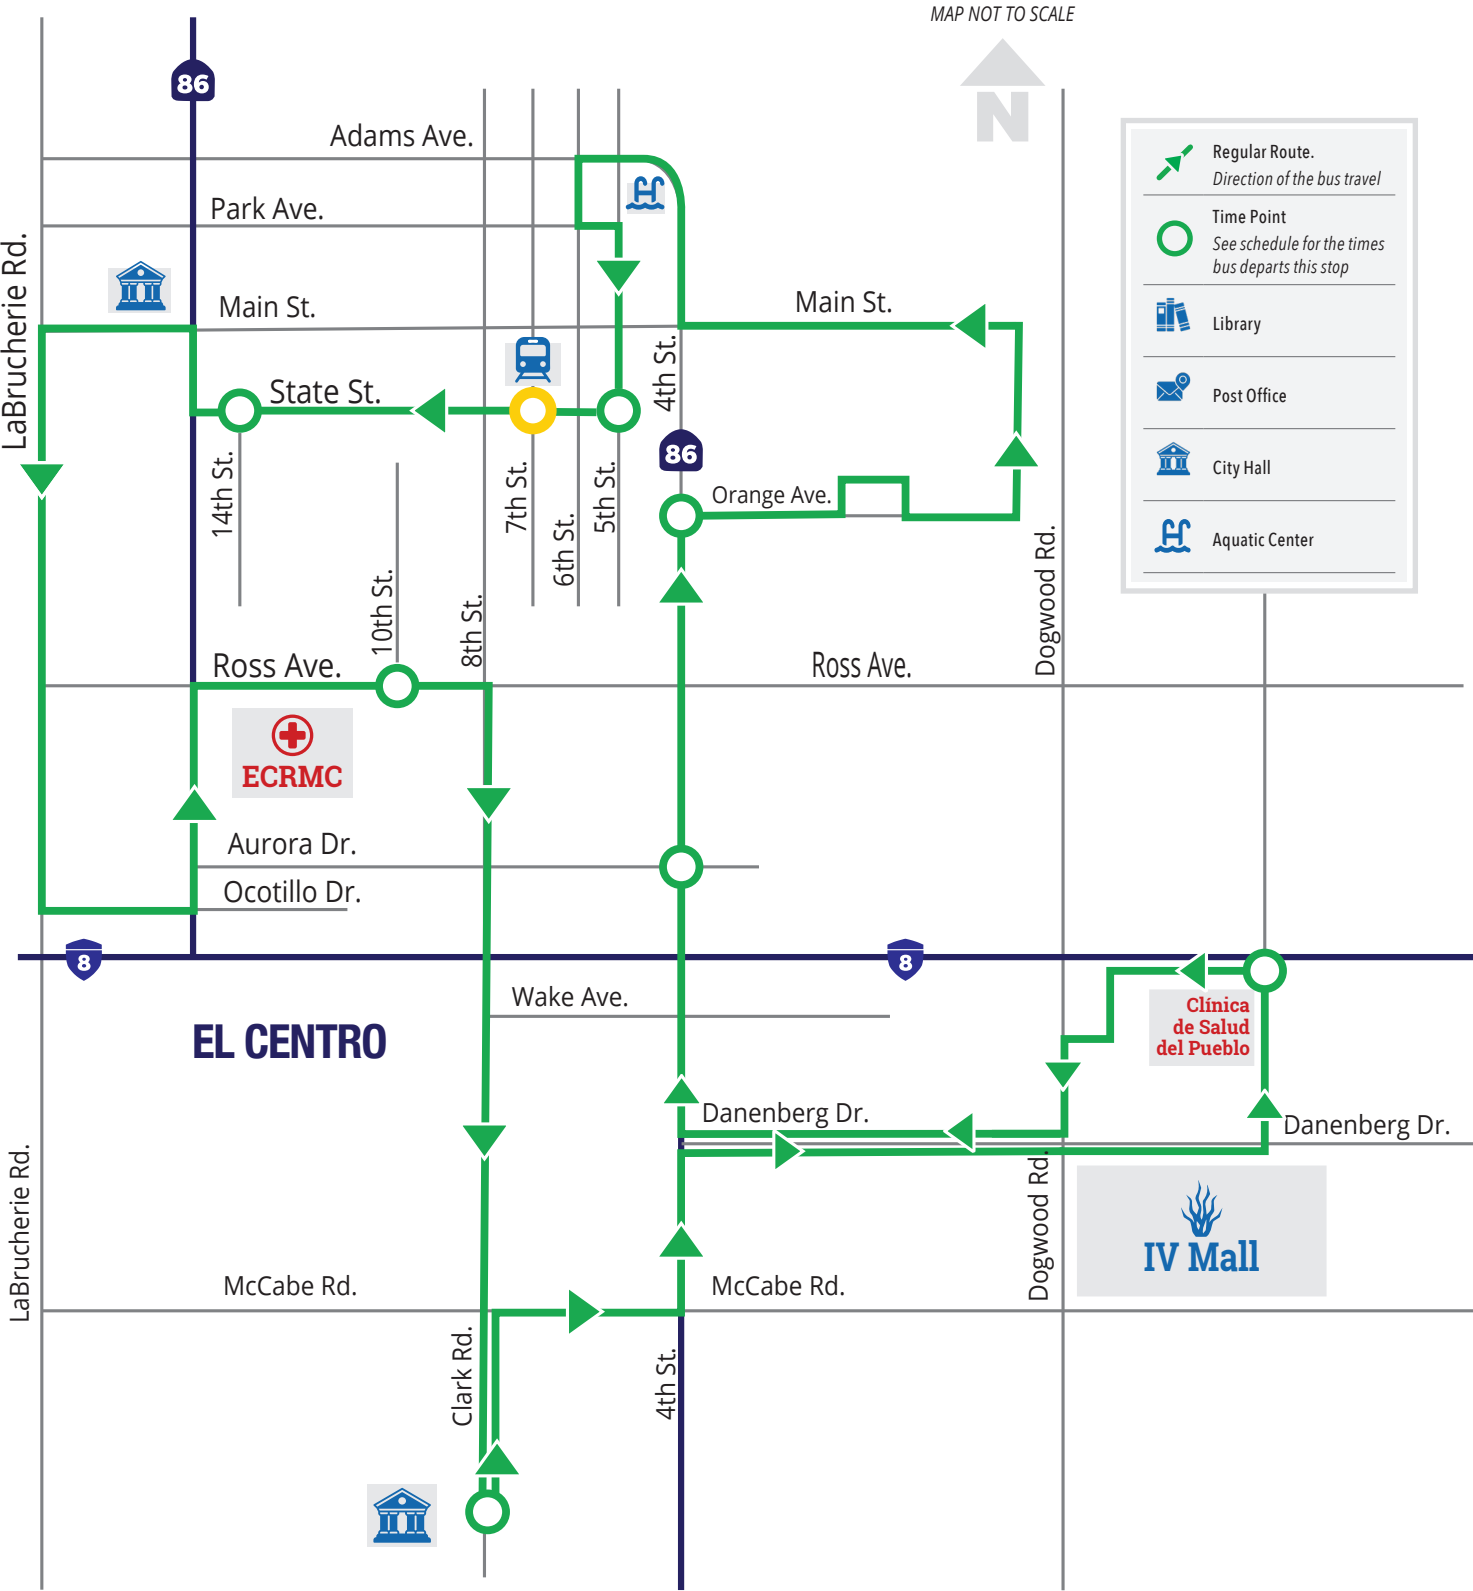 MAP NOT TO SCALE
N
86
Adams Ave.
Park Ave.
LaBrucherie Rd.
Main St.
Main St.
State St.
4th St.
86
14th St.
10th St.
8th St.
7th St.
6th St.
5th St.
Orange Ave.
Dogwood Rd.
Regular Route.
Direction of the bus travel
Time Point
See schedule for the times
bus departs this stop
Library
Post Office
City Hall
Aquatic Center
Ross Ave.
Ross Ave.
ECRMC
Aurora Dr.
Ocotillo Dr.
8
8
Wake Ave.
EL CENTRO
Clínica
de Salud
del Pueblo
Danenberg Dr.
Danenberg Dr.
LaBrucherie Rd.
Dogwood Rd.
IV Mall
McCabe Rd.
McCabe Rd.
Clark Rd.
4th St.